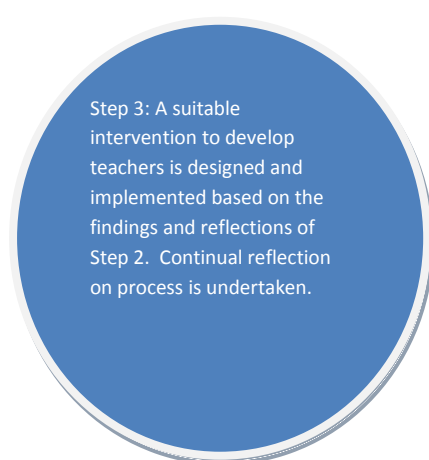 Step 3: A suitable
intervention to develop
teachers is designed and
implemented based on the
findings and reflections of
Step 2.  Continual reflection
on process is undertaken.